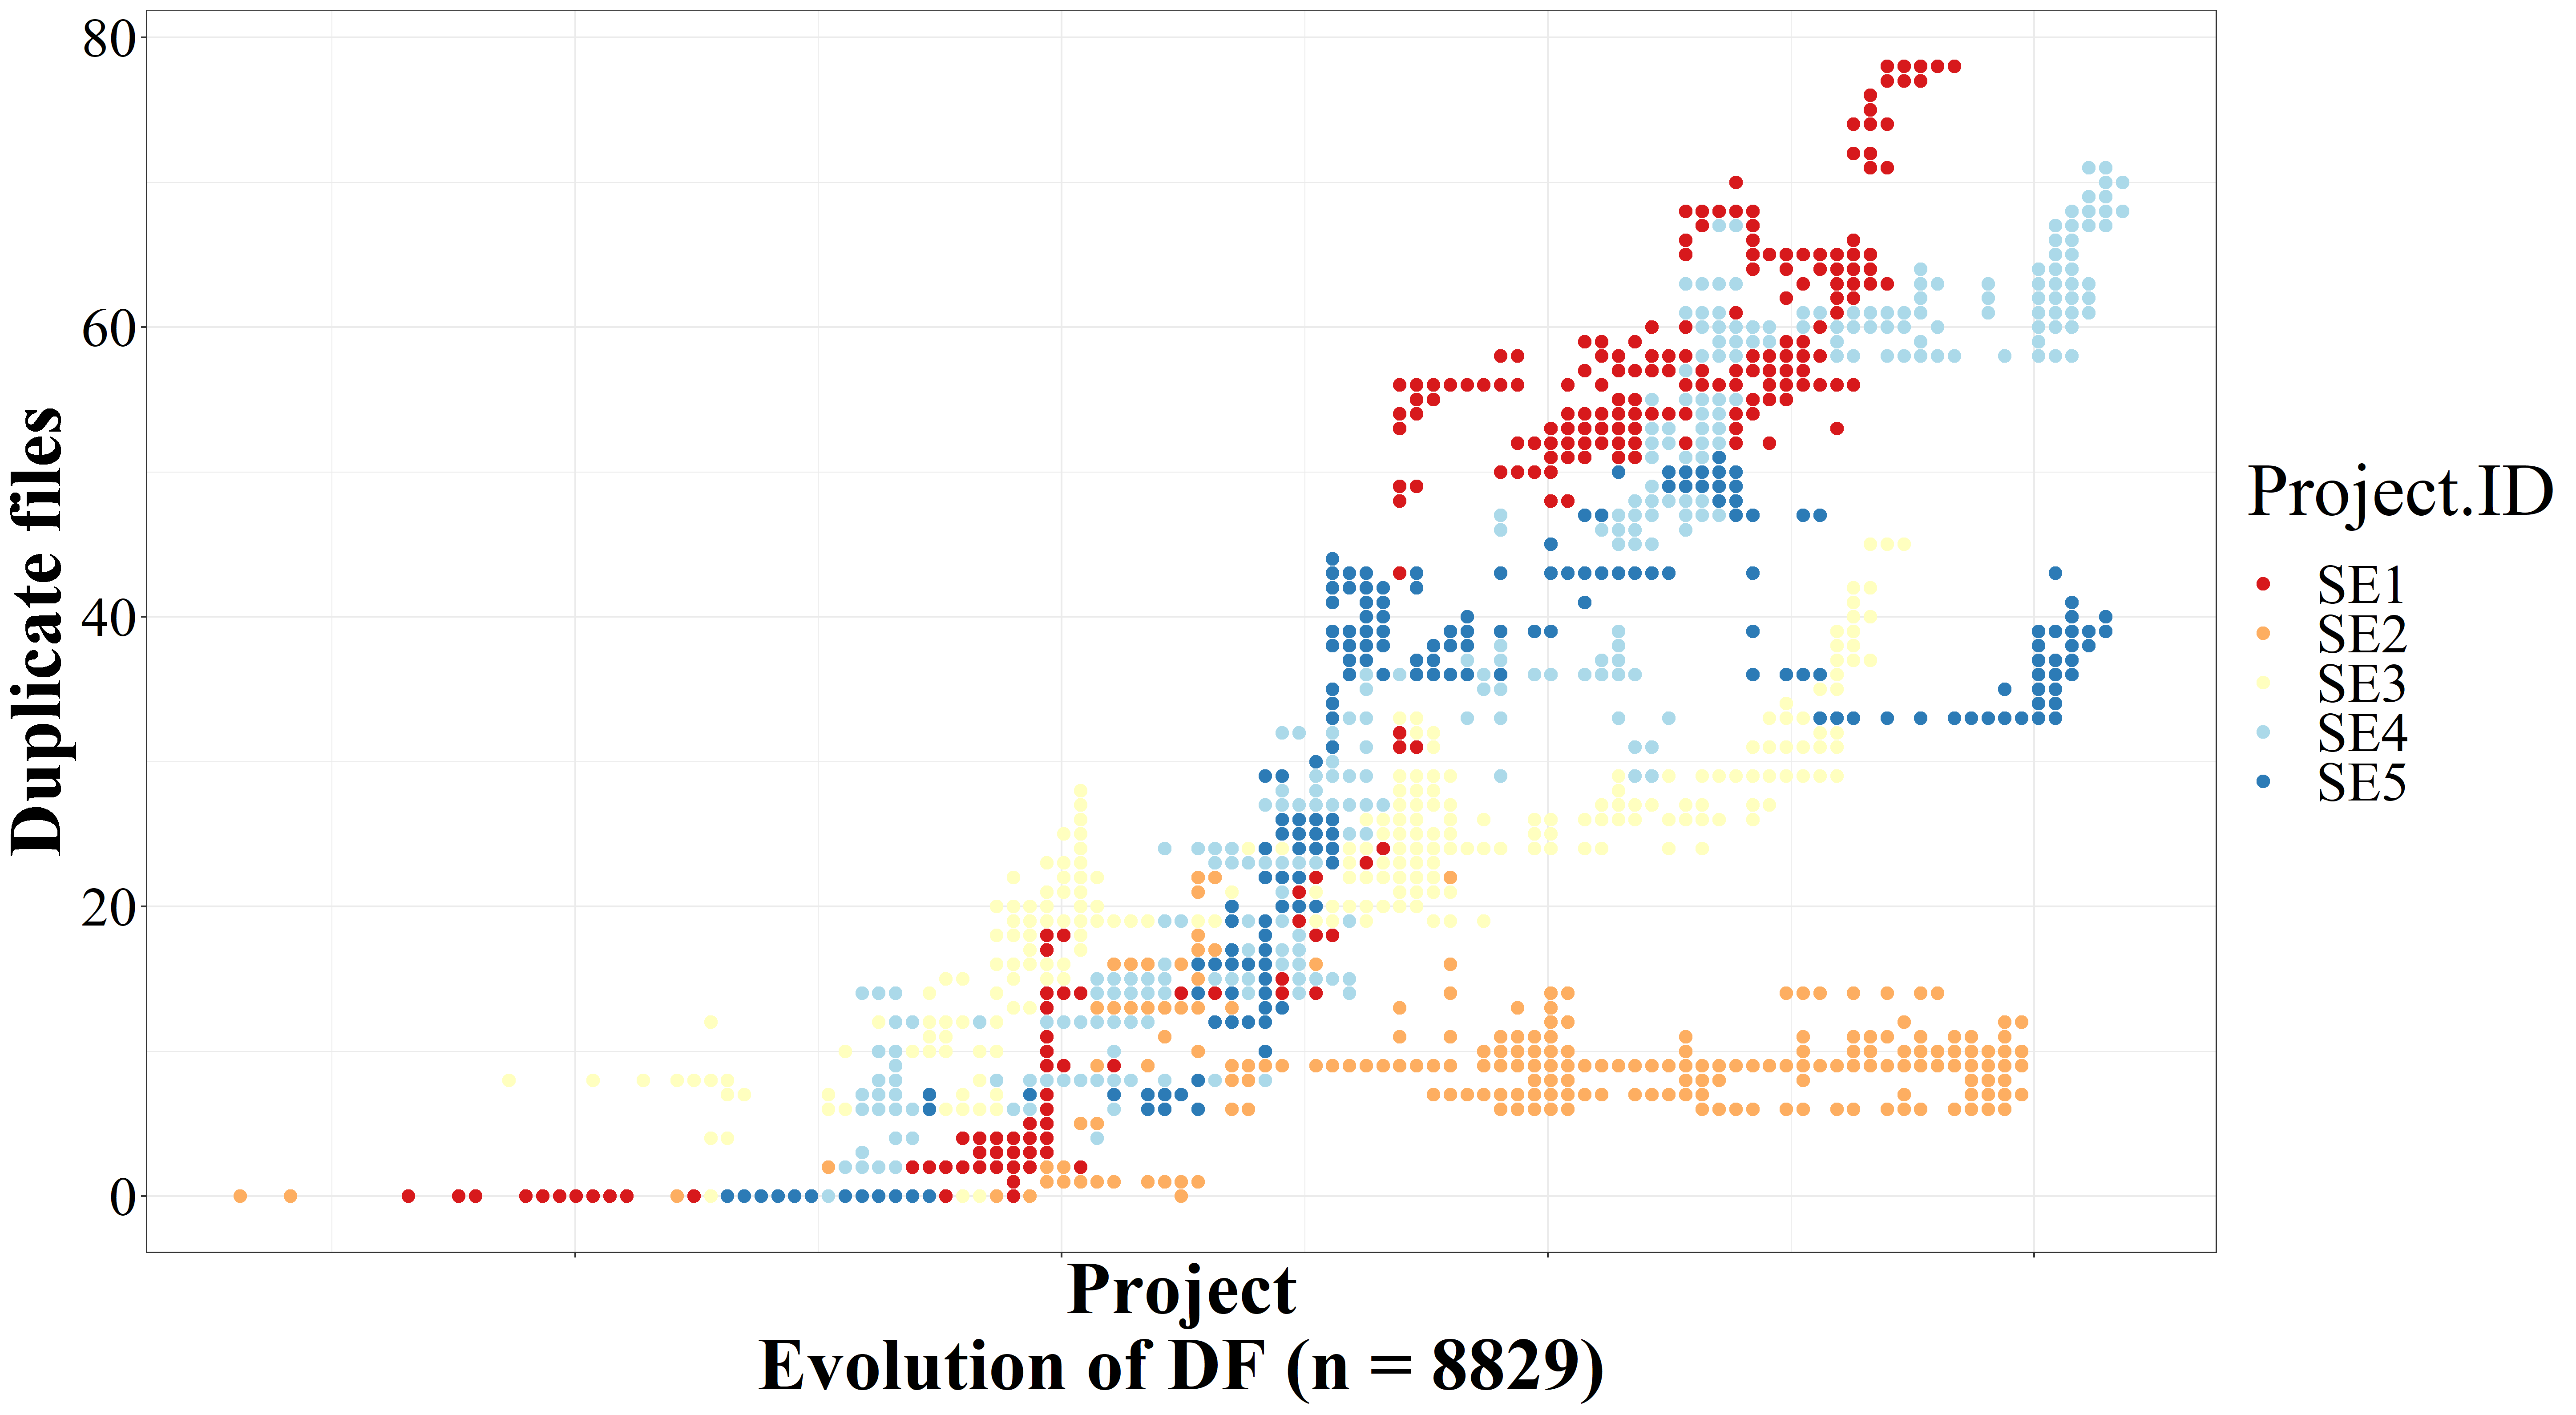 80
60
40
20
0
Duplicate files
Project
Evolution of DF (n = 8829)
Project.ID
SE1
SE2
SE3
SE4
SE5